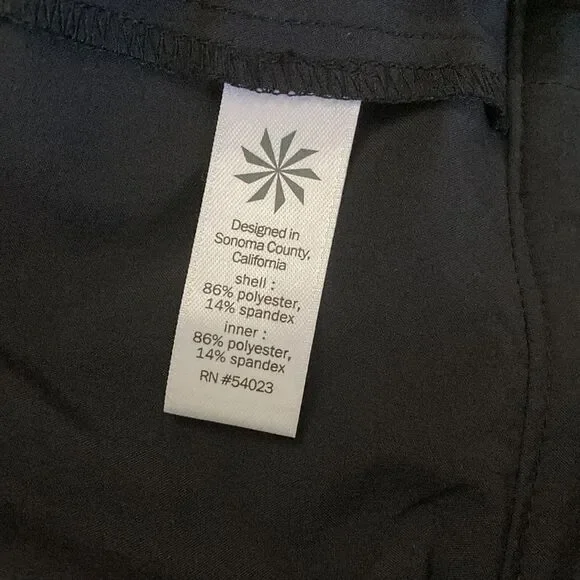 Designed in
Sonoma County,
California
shell :
86% polyester,
14% spandex
inner :
86% polyester,
14% spandex
RN #54023